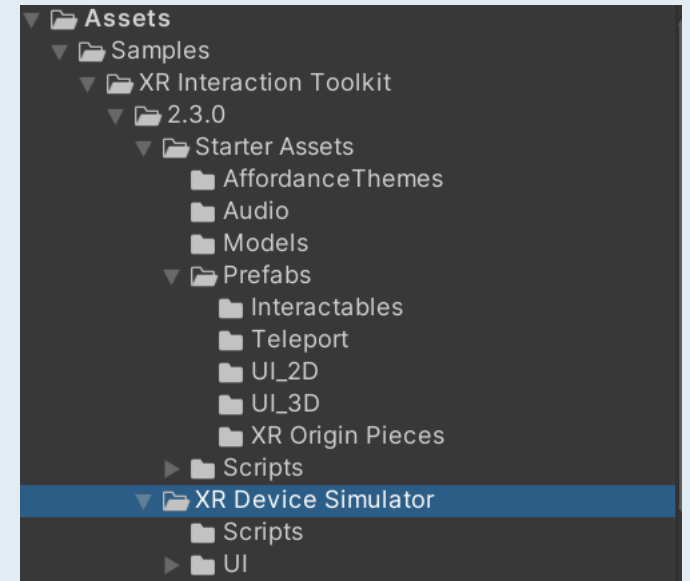 Assets
Samples
XR Interaction Toolkit
2.3.0
Starter Assets
AffordanceThemes
Audio
Models
Prefabs
Interactables
Teleport
UI_2D
UI_3D
XR Origin Pieces
Scripts
XR Device Simulator
Scripts
UI